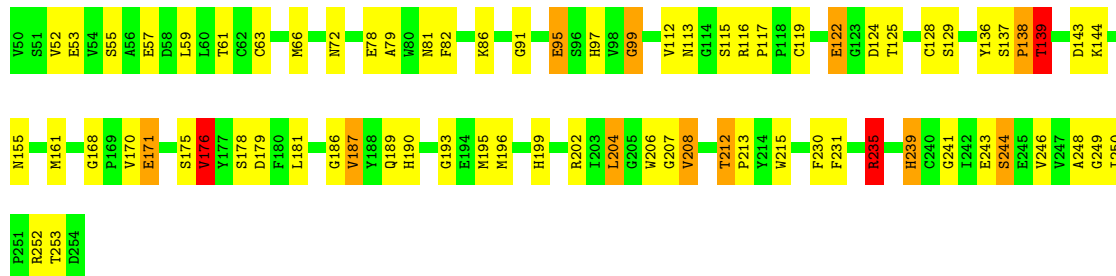 V50 S51 V52 E53 V54 S55 A56 E57 D58 L59 L60 T61 C62 C63 M66 N72 E78 A79 W80 N81 F82 K86 G91 E95 S96 H97 V98 G99 V112 N113 G114 S115 R116 P117 P118 C119 E122 G123 D124 T125 C128 S129 Y136 S137 P138 T139 D143 K144
N155 M161 G168 P169 V170 E171 S175 V176 Y177 S178 D179 F180 L181 G186 V187 Y188 Q189 H190 G193 E194 M195 M196 H199 R202 I203 L204 G205 W206 G207 V208 T212 P213 Y214 W215 F230 F231 R235 H239 C240 G241 I242 E243 S244 E245 V246 V247 A248 G249 I250
P251 R252 T253 D254